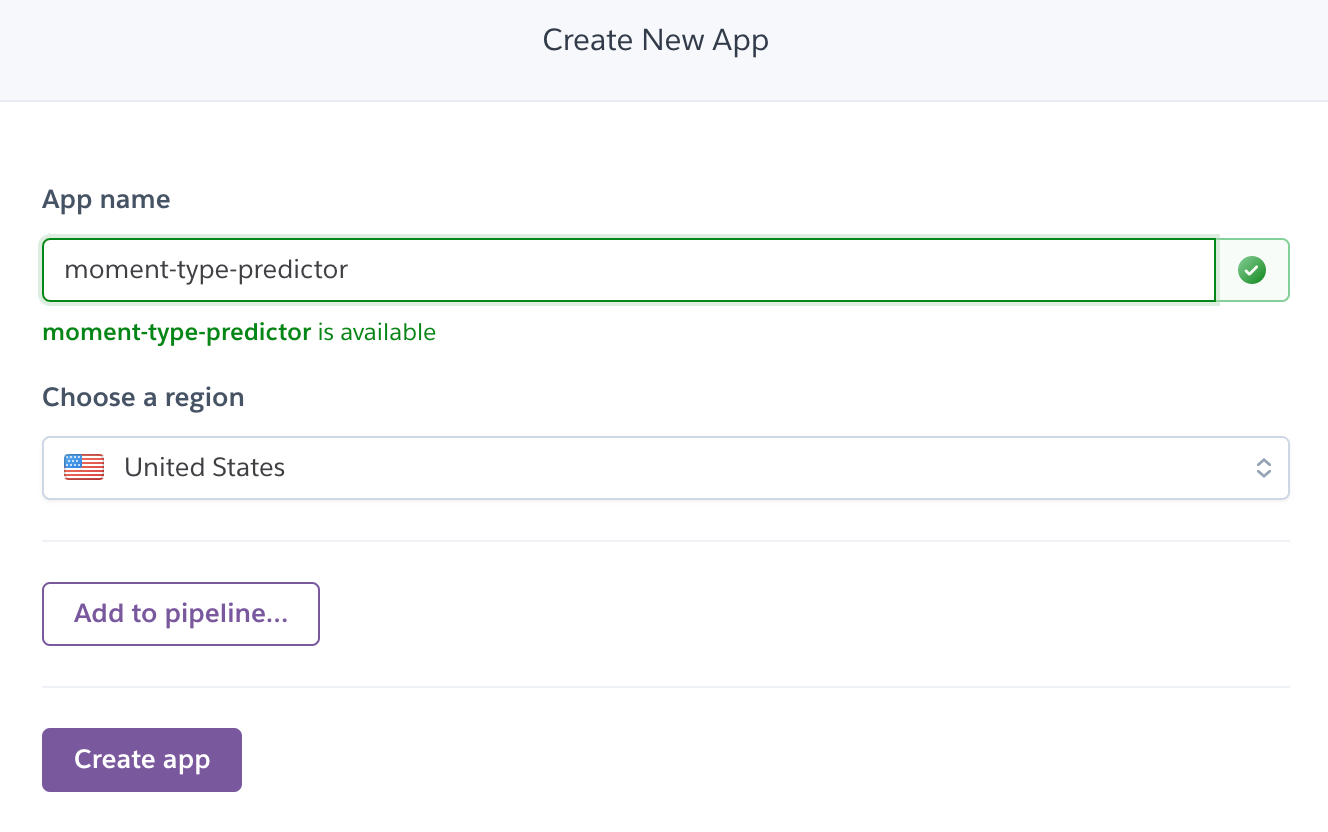 Create New App
App name
moment-type-predictor
moment-type-predictor is available
Choose a region
United States
Add to pipeline...
Create app